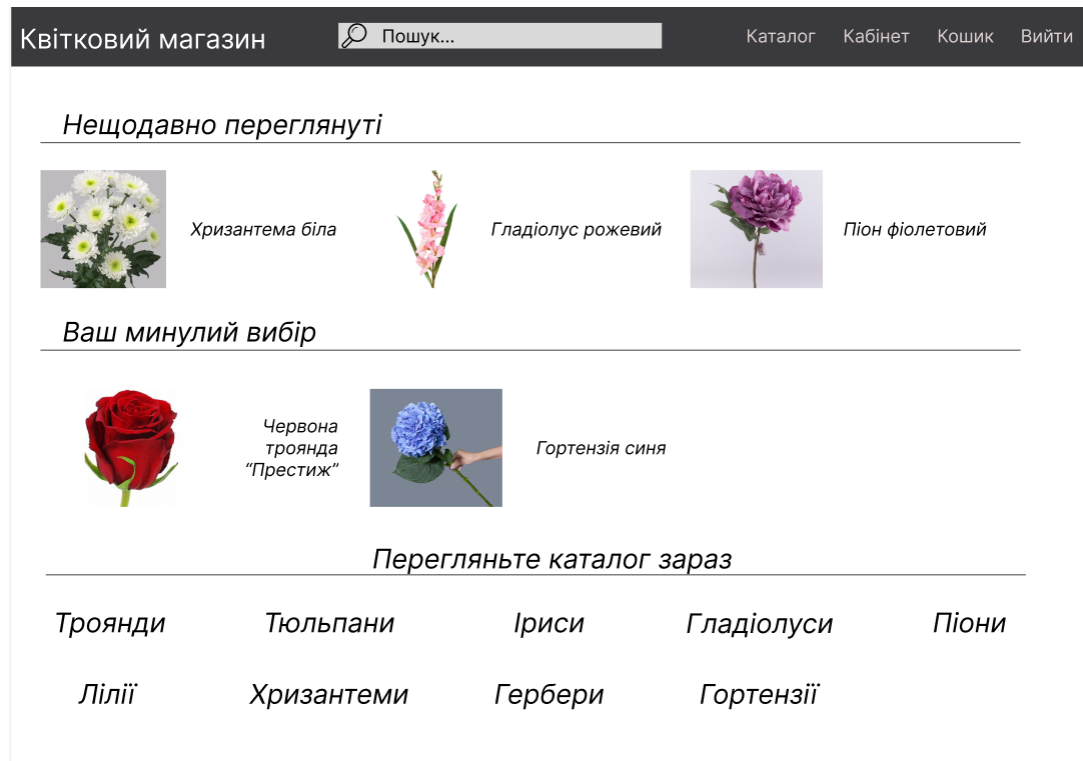 Квітковий магазин
Пошук...
Каталог
Кабінет
Кошик
Вийти
Нещодавно переглянуті
Хризантема біла
Гладіолус рожевий
Піон фіолетовий
Ваш минулий вибір
Червона
троянда
“Престиж”
Гортензія синя
Перегляньте каталог зараз
Троянди
Тюльпани
Іриси
Гладіолуси
Піони
Лілії
Хризантеми
Гербери
Гортензії